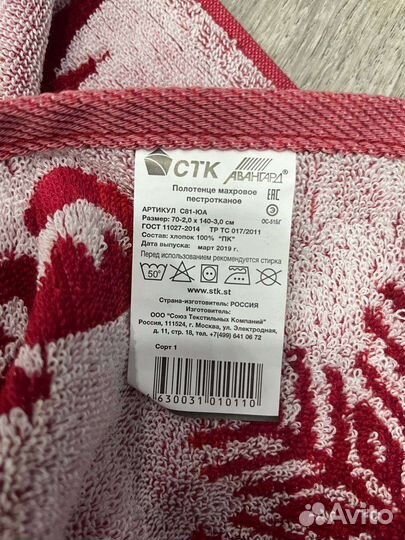 СТК АВАНГАРД®
Полотенце махровое
пестротканое
АРТИКУЛ С81-ЮА
Размер: 70-2,0 х 140-3,0 см
ГОСТ 11027-2014 ТР ТС 017/2011
Состав: хлопок 100% "ПК"
Дата выпуска: март 2019 г.
EAC
Э
Перед использованием рекомендуется стирка
50°
www.stk.st
Страна-изготовитель: РОССИЯ
Изготовитель:
ООО "Союз Текстильных Компаний"
Россия, 111524, г. Москва, ул. Электродная,
д. 11, стр. 18, тел. +7(499) 641 06 72
Сорт 1
4630031010110
Avito